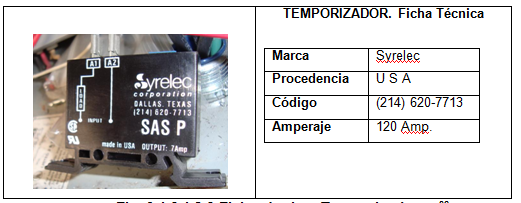 TEMPORIZADOR. Ficha Técnica
A1 A2
Syrelec
corporation
DALLAS, TEXAS
(214) 620-7713
LOAD
INPUT
SAS P
made in USA OUTPUT: 7Amp
Marca Syrelec
Procedencia U S A
Código (214) 620-7713
Amperaje 120 Amp.